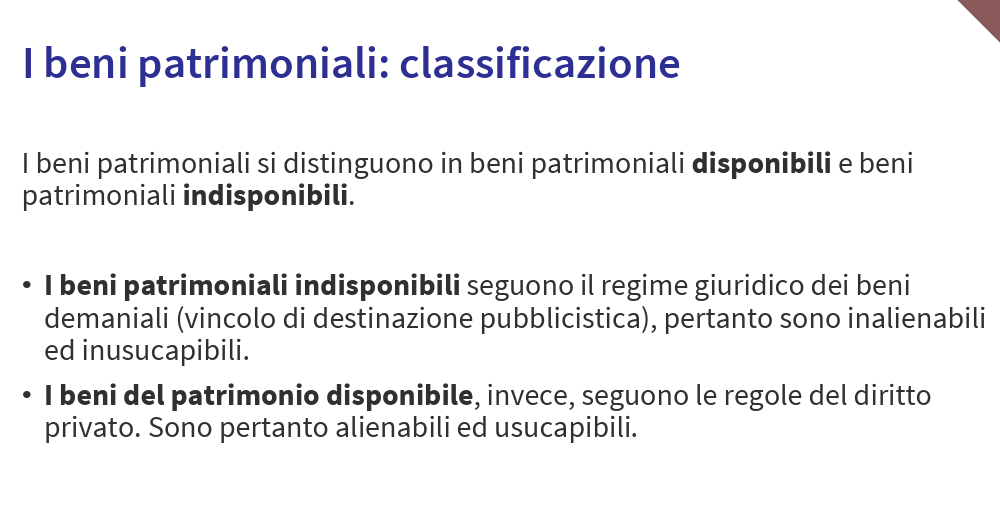 I beni patrimoniali: classificazione
I beni patrimoniali si distinguono in beni patrimoniali disponibili e beni
patrimoniali indisponibili.
• I beni patrimoniali indisponibili seguono il regime giuridico dei beni
demaniali (vincolo di destinazione pubblicistica), pertanto sono inalienabili
ed inusucapibili.
• I beni del patrimonio disponibile, invece, seguono le regole del diritto
privato. Sono pertanto alienabili ed usucapibili.